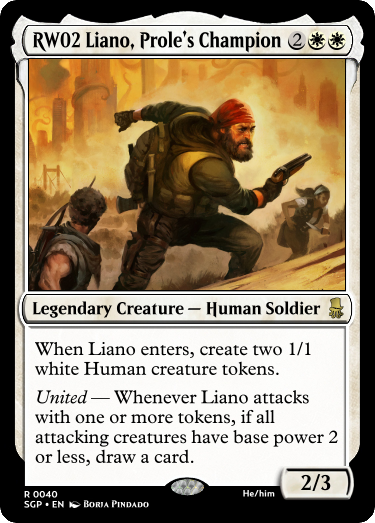 RW02 Liano, Prole's Champion 2
Legendary Creature — Human Soldier
When Liano enters, create two 1/1
white Human creature tokens.
United — Whenever Liano attacks
with one or more tokens, if all
attacking creatures have base power 2
or less, draw a card.
2/3
R 0040
He/him
SGP • EN Borja Pindado